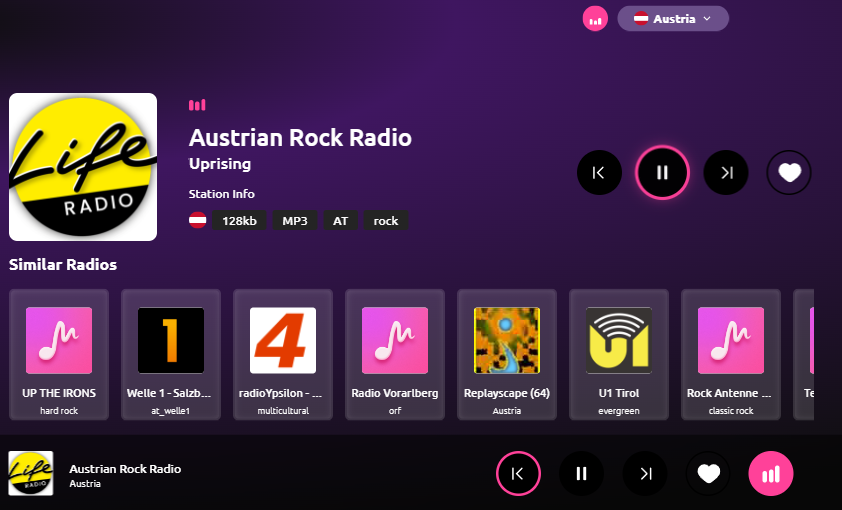 Austria
Life
RADIO
Austrian Rock Radio
Uprising
Station Info
128kb MP3 AT rock
Similar Radios
1
4
U1
UP THE IRONS
hard rock
Welle 1 - Salzb...
at_welle1
radioYpsilon - ...
multicultural
Radio Vorarlberg
orf
Replayscape (64)
Austria
U1 Tirol
evergreen
Rock Antenne ...
classic rock
Te
Life
RADIO
Austrian Rock Radio
Austria